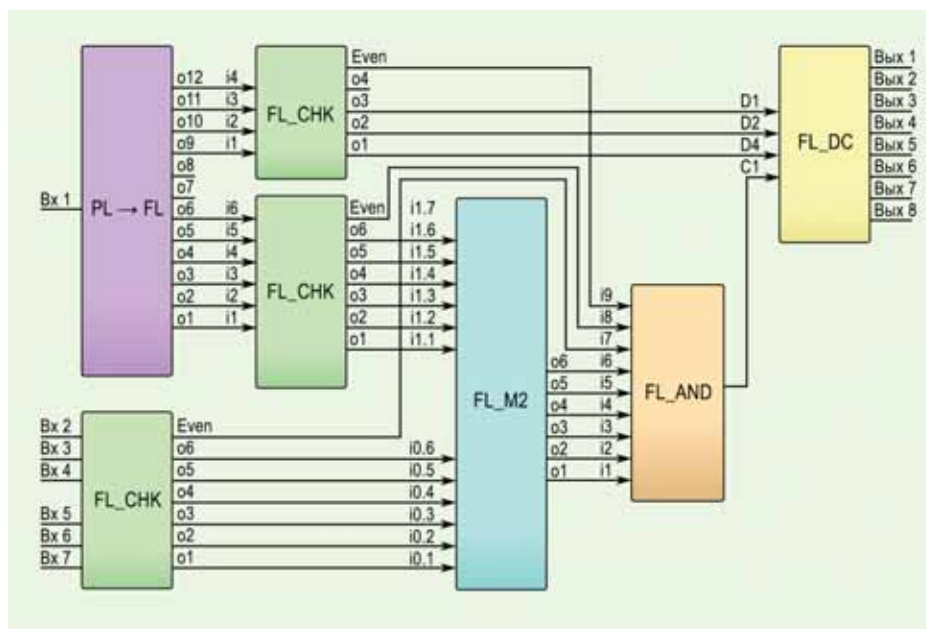 Вх 1
PL → FL
o12 i4
o11 i3
o10 i2
o9 i1
o8
o7
o6 i6
o5 i5
o4 i4
o3 i3
o2 i2
o1 i1
FL_CHK
Even
o4
o3
o2
o1
FL_CHK
Even i1.7
o6 i1.6
o5 i1.5
o4 i1.4
o3 i1.3
o2 i1.2
o1 i1.1
Вх 2
Вх 3
Вх 4
Вх 5
Вх 6
Вх 7
FL_CHK
Even
o6 i0.6
o5 i0.5
o4 i0.4
o3 i0.3
o2 i0.2
o1 i0.1
FL_M2
i9
i8
i7
o6 i6
o5 i5
o4 i4
o3 i3
o2 i2
o1 i1
FL_AND
D1
D2
D4
C1
FL_DC
Вых 1
Вых 2
Вых 3
Вых 4
Вых 5
Вых 6
Вых 7
Вых 8